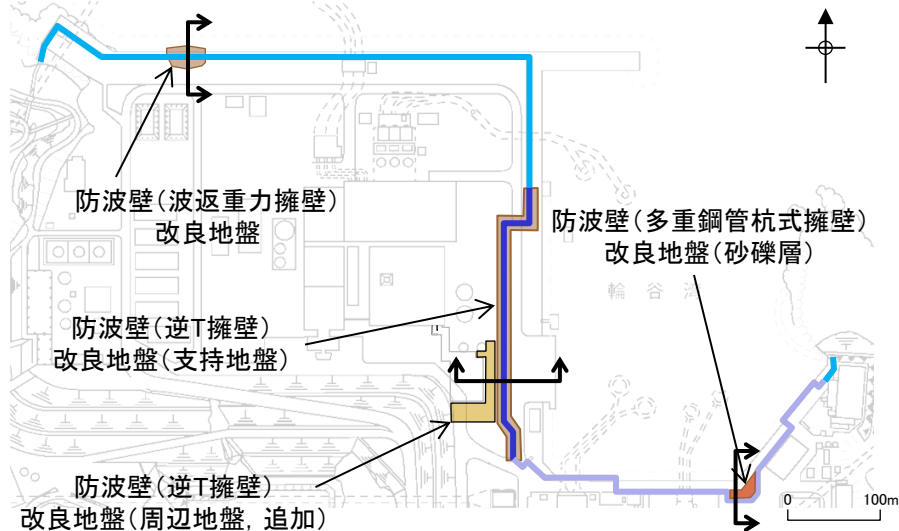 防波壁(波返重力擁壁)
改良地盤
防波壁(多重鋼管杭式擁壁)
改良地盤(砂礫層)
輪谷湾
防波壁(逆T擁壁)
改良地盤(支持地盤)
防波壁(逆T擁壁)
改良地盤(周辺地盤, 追加)
0 100m